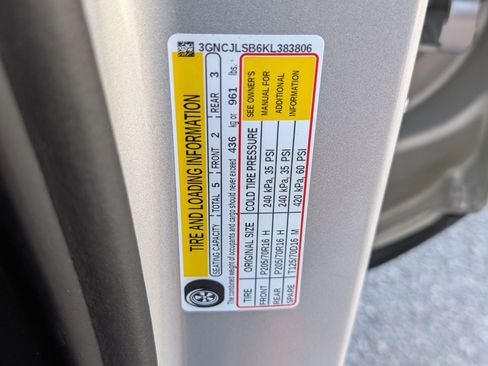 3GNCJLSB6KL383806
TIRE AND LOADING INFORMATION
SEATING CAPACITY TOTAL 5 FRONT 2 REAR 3
The combined weight of occupants and cargo should never exceed 436 kg or 961 lbs.
TIRE ORIGINAL SIZE COLD TIRE PRESSURE
FRONT P205/70R16 H 240 kPa, 35 PSI
REAR P205/70R16 H 240 kPa, 35 PSI
SPARE T125/70D16 M 420 kPa, 60 PSI
SEE OWNER'S
MANUAL FOR
ADDITIONAL
INFORMATION